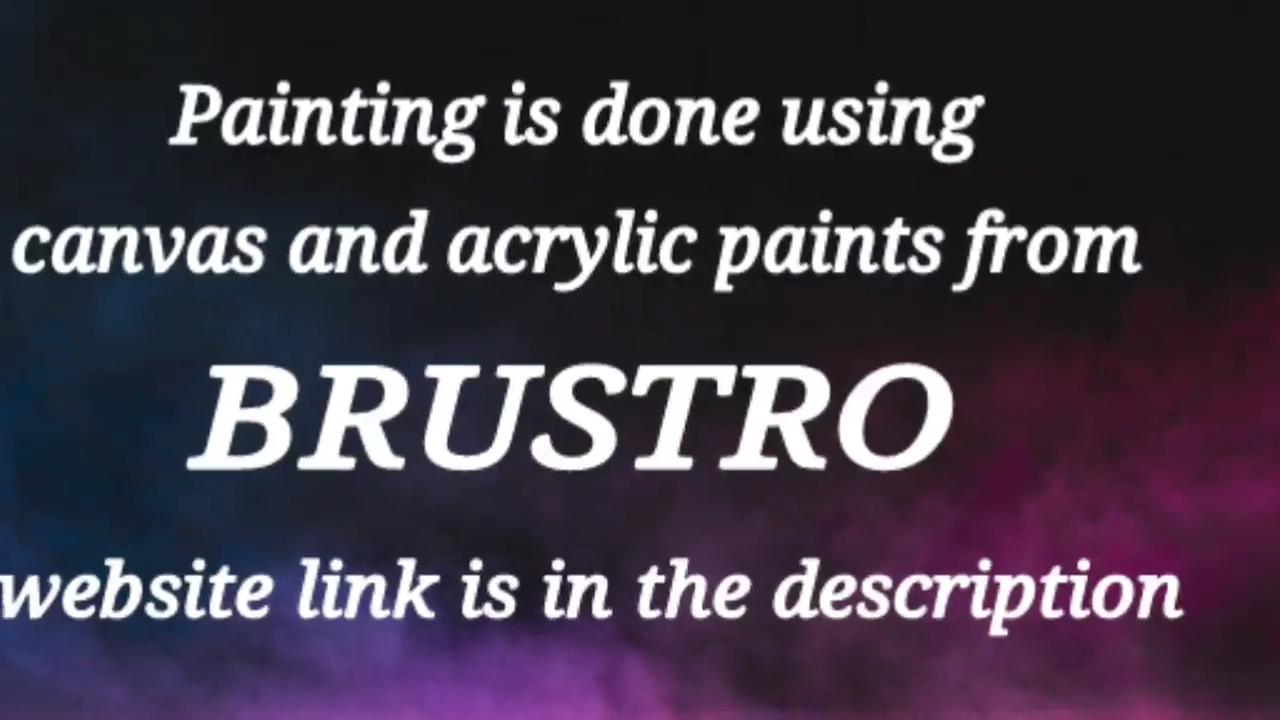 Painting is done using
canvas and acrylic paints from
BRUSTRO
website link is in the description